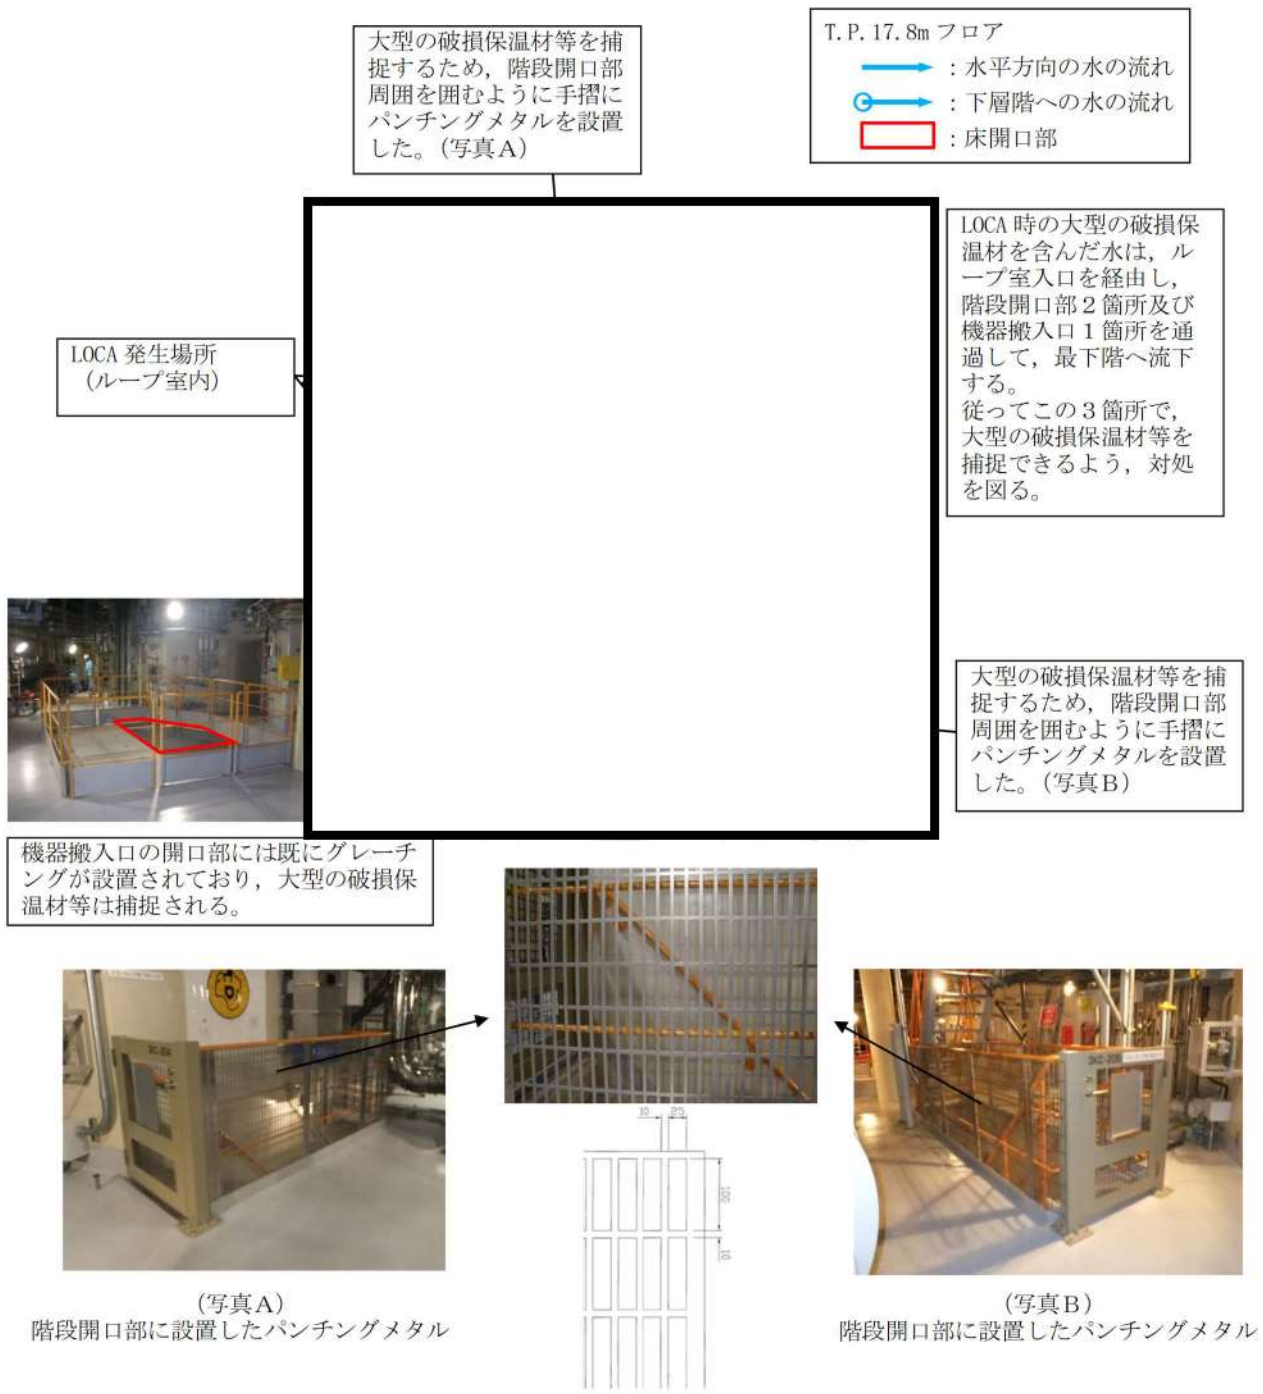 大型の破損保温材等を捕
捉するため，階段開口部
周囲を囲むように手摺に
パンチングメタルを設置
した。（写真Ａ）
T.P.17.8m フロア
：水平方向の水の流れ
：下層階への水の流れ
：床開口部
LOCA 時の大型の破損保
温材を含んだ水は，ル
ープ室入口を経由し，
階段開口部２箇所及び
機器搬入口１箇所を通
過して，最下階へ流下
する。
従ってこの３箇所で，
大型の破損保温材等を
捕捉できるよう，対処
を図る。
LOCA 発生場所
（ループ室内）
大型の破損保温材等を捕
捉するため，階段開口部
周囲を囲むように手摺に
パンチングメタルを設置
した。（写真Ｂ）
機器搬入口の開口部には既にグレーチ
ングが設置されており，大型の破損保
温材等は捕捉される。
10 25
100
10
（写真Ａ）
階段開口部に設置したパンチングメタル
（写真Ｂ）
階段開口部に設置したパンチングメタル